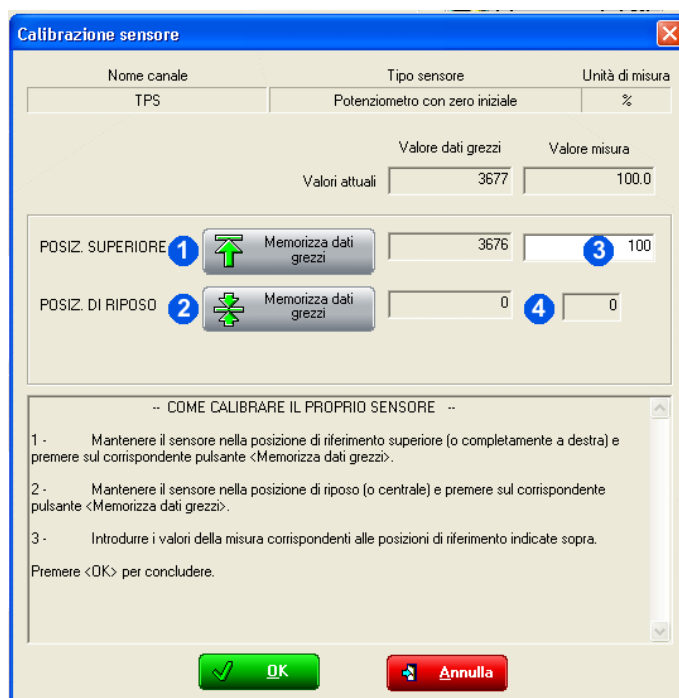 Calibrazione sensore
Nome canale Tipo sensore Unità di misura
TPS Potenziometro con zero iniziale %
Valore dati grezzi Valore misura
Valori attuali 3677 100.0
POSIZ. SUPERIORE 1 Memorizza dati grezzi 3676 3 100
POSIZ. DI RIPOSO 2 Memorizza dati grezzi 0 4 0
-- COME CALIBRARE IL PROPRIO SENSORE --
1 - Mantenere il sensore nella posizione di riferimento superiore (o completamente a destra) e
premere sul corrispondente pulsante <Memorizza dati grezzi>.
2 - Mantenere il sensore nella posizione di riposo (o centrale) e premere sul corrispondente
pulsante <Memorizza dati grezzi>.
3 - Introdurre i valori della misura corrispondenti alle posizioni di riferimento indicate sopra.
Premere <OK> per concludere.
OK Annulla